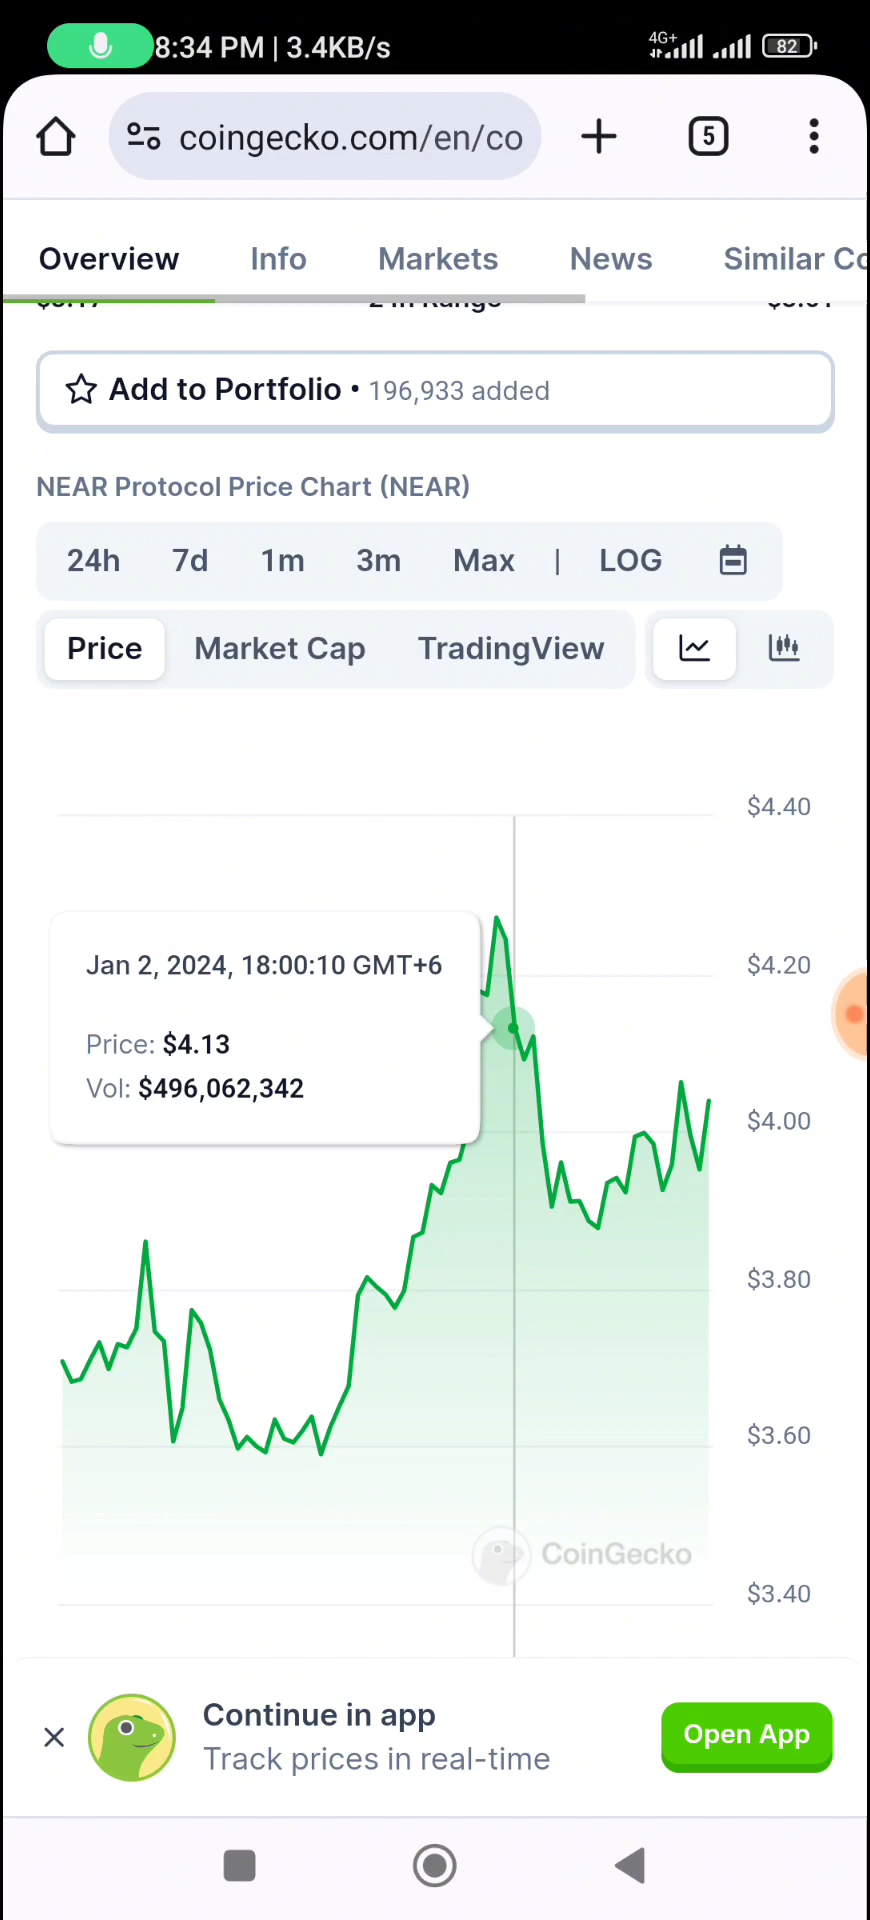 8:34 PM | 3.4KB/s
4G+
82
coingecko.com/en/co
5
Overview Info Markets News Similar Co
Add to Portfolio • 196,933 added
NEAR Protocol Price Chart (NEAR)
24h 7d 1m 3m Max | LOG
Price Market Cap TradingView
$4.40
Jan 2, 2024, 18:00:10 GMT+6
$4.20
Price: $4.13
Vol: $496,062,342
$4.00
$3.80
$3.60
CoinGecko
$3.40
Continue in app
Track prices in real-time
Open App